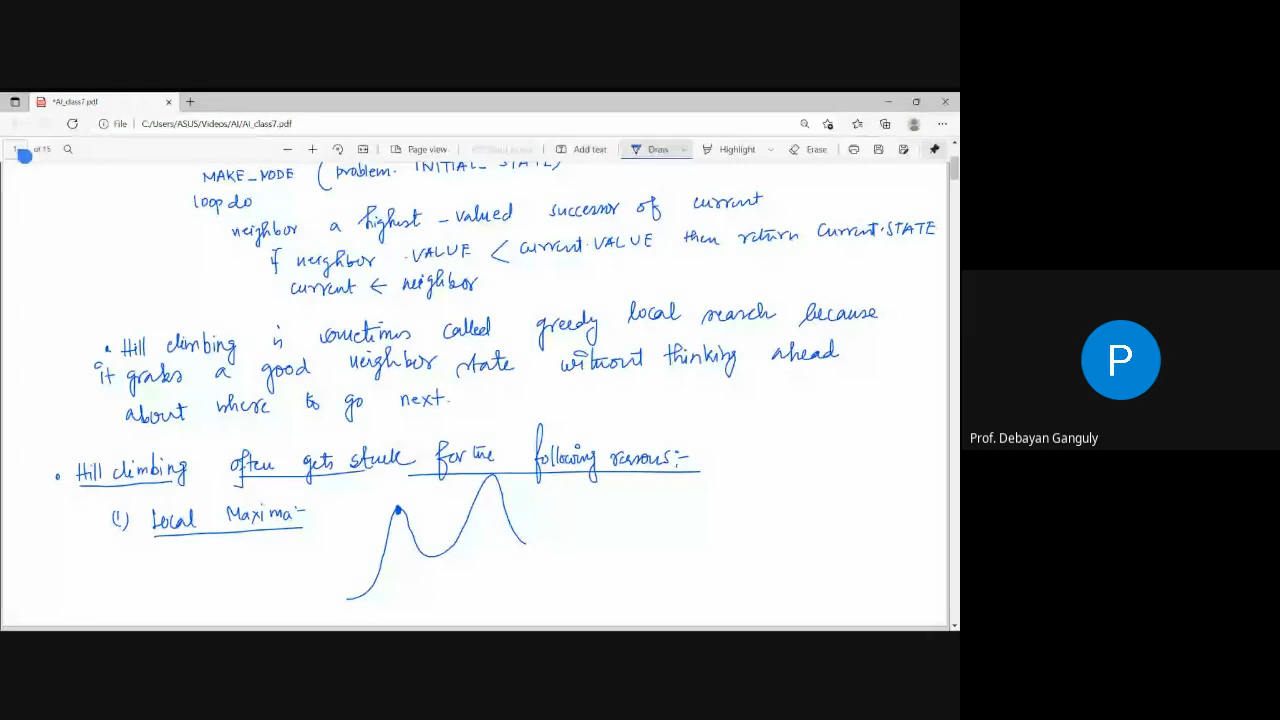 *AI_class7.pdf
File C:/Users/ASUS/Videos/AI/AI_class7.pdf
1 of 15 Page view Add text Draw Highlight Erase
MAKE_NODE (problem. INITIAL_STATE)
loop do
neighbor a highest-valued successor of current
If neighbor .VALUE < current.VALUE then return current.STATE
current ← neighbor
• Hill climbing is sometimes called greedy local search because
it grabs a good neighbor state without thinking ahead
about where to go next.
• Hill climbing often gets stuck for the following reasons:-
(1) Local Maxima:-
P
Prof. Debayan Ganguly